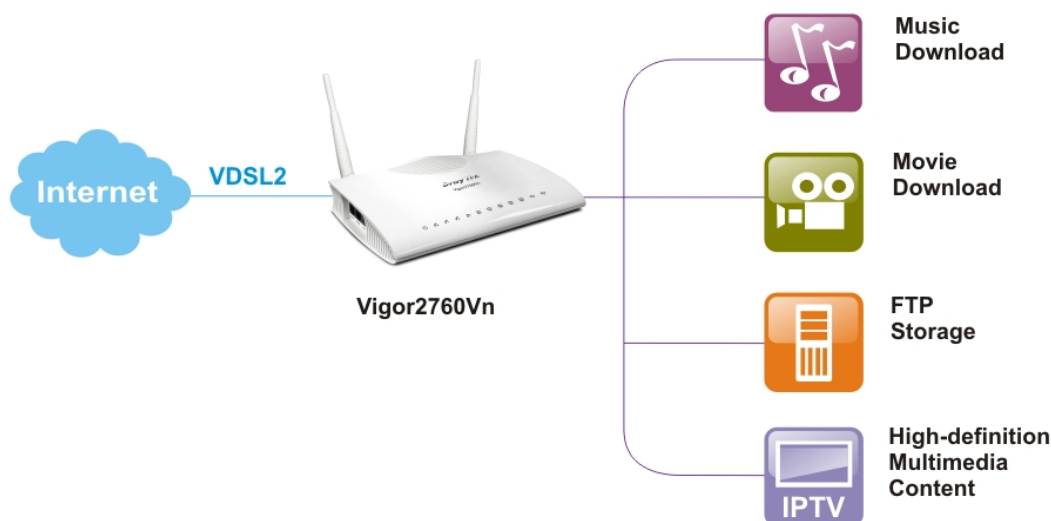 Music
Download
Internet
VDSL2
Vigor2760Vn
Movie
Download
FTP
Storage
IPTV
High-definition
Multimedia
Content